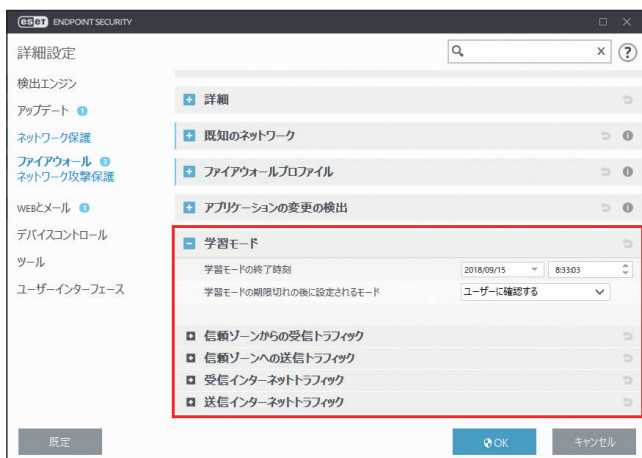 eset ENDPOINT SECURITY
詳細設定
検出エンジン
アップデート 1
ネットワーク保護
ファイアウォール 3
ネットワーク攻撃保護
WEBとメール 1
デバイスコントロール
ツール
ユーザーインターフェース
詳細
既知のネットワーク
ファイアウォールプロファイル
アプリケーションの変更の検出
学習モード
学習モードの終了時刻 2018/09/15 8:33:03
学習モードの期限切れの後に設定されるモード ユーザーに確認する
信頼ゾーンからの受信トラフィック
信頼ゾーンへの送信トラフィック
受信インターネットトラフィック
送信インターネットトラフィック
既定 OK キャンセル